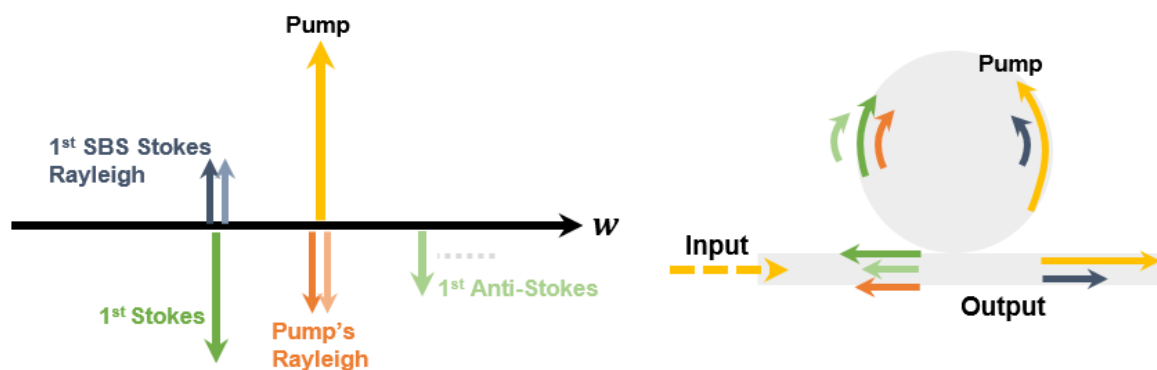 Pump
1st SBS Stokes
Rayleigh
w
1st Anti-Stokes
1st Stokes
Pump's
Rayleigh
Pump
Input
Output